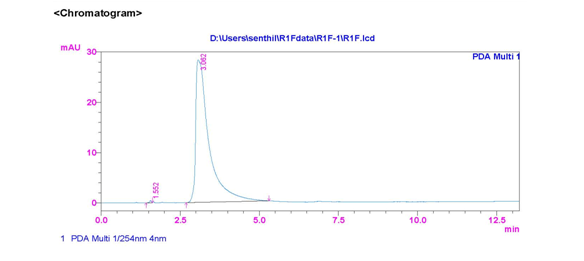 <Chromatogram>
D:\Users\senthil\R1Fdata\R1F-1\R1F.lcd
mAU
PDA Multi 1
30
20
10
0
3.062
1.552
0.0 2.5 5.0 7.5 10.0 12.5
min
1 PDA Multi 1/254nm 4nm